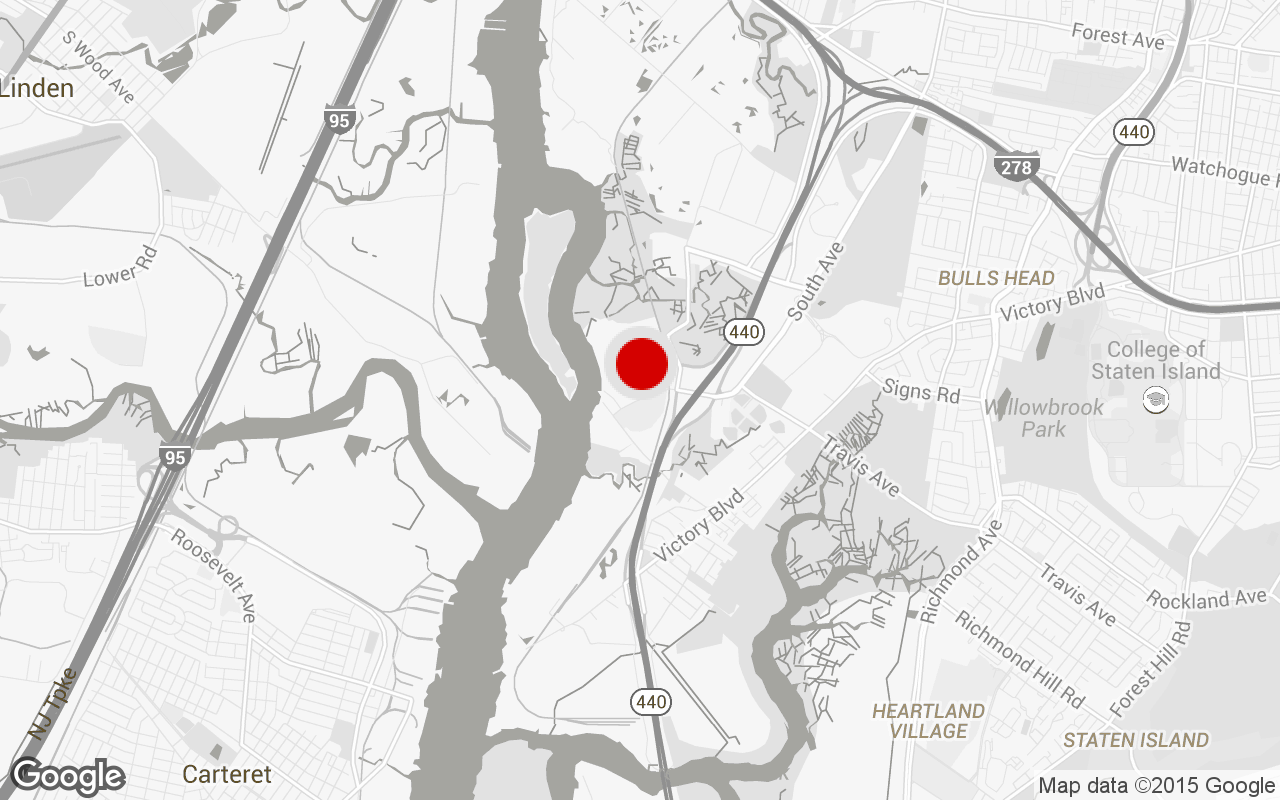 Forest Ave
S Wood Ave
Linden
95
440
278
Watchogue R
Lower Rd
South Ave
BULLS HEAD
Victory Blvd
440
College of
Staten Island
Signs Rd
Willowbrook
Park
95
Travis Ave
Victory Blvd
Roosevelt Ave
Richmond Ave
Travis Ave
Rockland Ave
Richmond Hill Rd
Forest Hill Rd
NJ Tpke
440
HEARTLAND
VILLAGE
STATEN ISLAND
Carteret
Google
Map data ©2015 Google